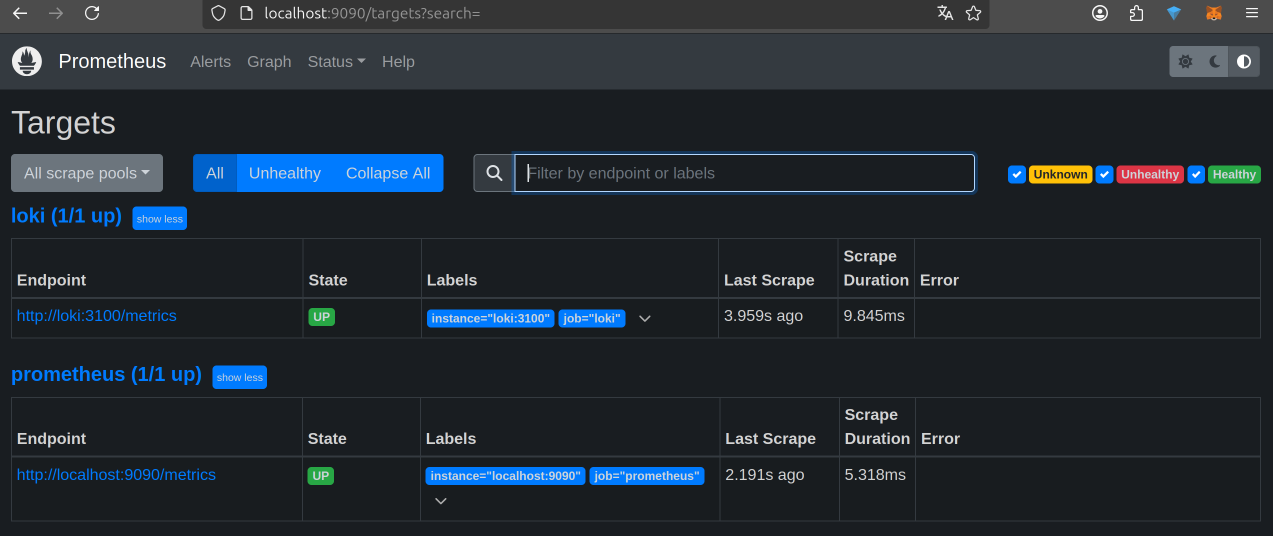 localhost:9090/targets?search=
Prometheus Alerts Graph Status Help
Targets
All scrape pools All Unhealthy Collapse All Filter by endpoint or labels Unknown Unhealthy Healthy
loki (1/1 up) show less
Endpoint State Labels Last Scrape Scrape Duration Error
http://loki:3100/metrics UP instance="loki:3100" job="loki" 3.959s ago 9.845ms
prometheus (1/1 up) show less
Endpoint State Labels Last Scrape Scrape Duration Error
http://localhost:9090/metrics UP instance="localhost:9090" job="prometheus" 2.191s ago 5.318ms